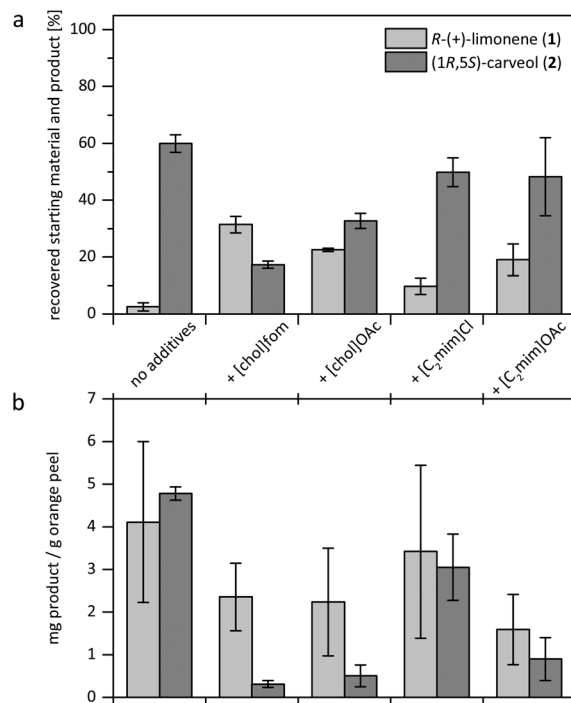 a
recovered starting material and product [%]
100
80
60
40
20
0
R-(+)-limonene (1)
(1R,5S)-carveol (2)
no additives
+ [chol]fom
+ [chol]OAc
+ [C₂mim]Cl
+ [C₂mim]OAc
b
mg product / g orange peel
7
6
5
4
3
2
1
0